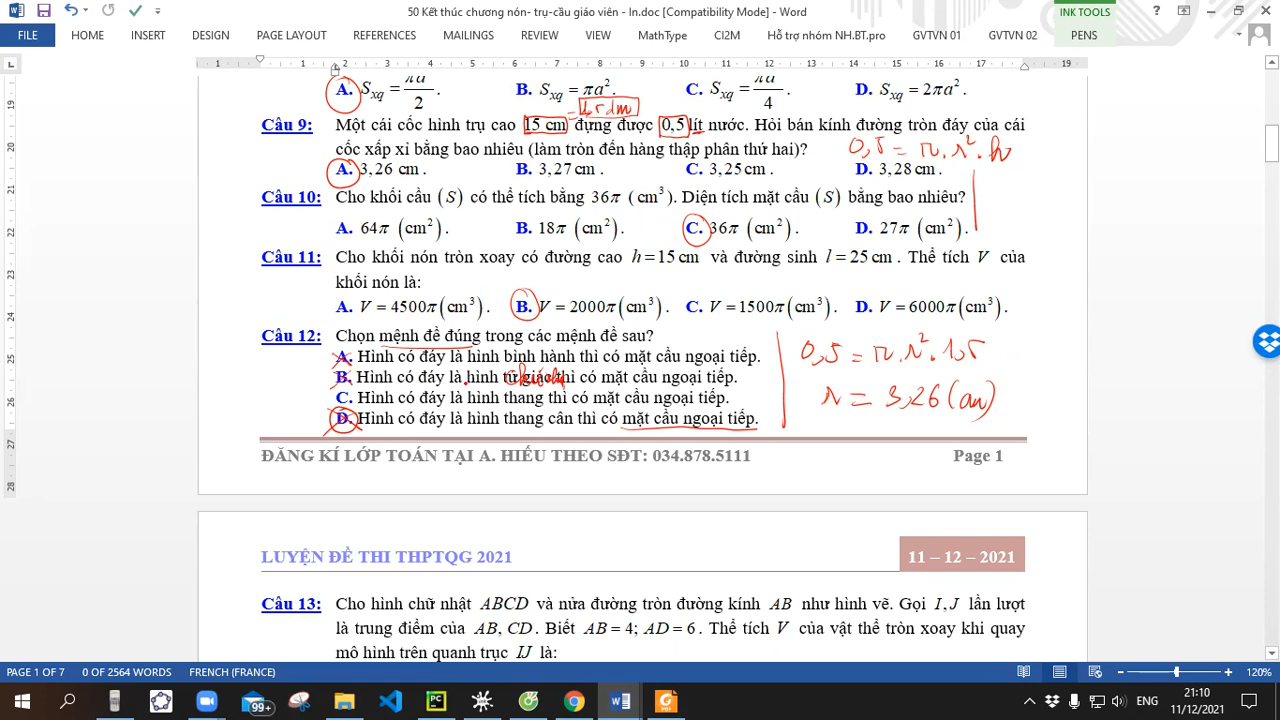 50 Kết thúc chương nón- trụ-cầu giáo viên - In.doc [Compatibility Mode] - Word
INK TOOLS
FILE HOME INSERT DESIGN PAGE LAYOUT REFERENCES MAILINGS REVIEW VIEW MathType CI2M Hỗ trợ nhóm NH.BT.pro GVTVN 01 GVTVN 02 PENS
A. Sxq = πa²/2 . B. Sxq = πa² . C. Sxq = πa²/4 . D. Sxq = 2πa² .
= 1,5 dm
Câu 9: Một cái cốc hình trụ cao 15 cm đựng được 0,5 lít nước. Hỏi bán kính đường tròn đáy của cái
cốc xấp xỉ bằng bao nhiêu (làm tròn đến hàng thập phân thứ hai)?
0,5 = π.r².h
A. 3,26 cm . B. 3,27 cm . C. 3,25 cm . D. 3,28 cm .
Câu 10: Cho khối cầu (S) có thể tích bằng 36π (cm³). Diện tích mặt cầu (S) bằng bao nhiêu?
A. 64π (cm²). B. 18π (cm²). C. 36π (cm²). D. 27π (cm²).
Câu 11: Cho khối nón tròn xoay có đường cao h = 15 cm và đường sinh l = 25 cm . Thể tích V của
khối nón là:
A. V = 4500π(cm³). B. V = 2000π(cm³). C. V = 1500π(cm³). D. V = 6000π(cm³).
Câu 12: Chọn mệnh đề đúng trong các mệnh đề sau?
A. Hình có đáy là hình bình hành thì có mặt cầu ngoại tiếp.
B. Hình có đáy là hình tứ giác thì có mặt cầu ngoại tiếp.
C. Hình có đáy là hình thang thì có mặt cầu ngoại tiếp.
D. Hình có đáy là hình thang cân thì có mặt cầu ngoại tiếp.
0,5 = π.r².1,5
r = 3,26 (cm)
ĐĂNG KÍ LỚP TOÁN TẠI A. HIẾU THEO SĐT: 034.878.5111 Page 1
LUYỆN ĐỀ THI THPTQG 2021 11 – 12 – 2021
Câu 13: Cho hình chữ nhật ABCD và nửa đường tròn đường kính AB như hình vẽ. Gọi I, J lần lượt
là trung điểm của AB, CD. Biết AB = 4; AD = 6. Thể tích V của vật thể tròn xoay khi quay
mô hình trên quanh trục IJ là:
PAGE 1 OF 7 0 OF 2564 WORDS FRENCH (FRANCE) 120%
99+ ENG 21:10
11/12/2021